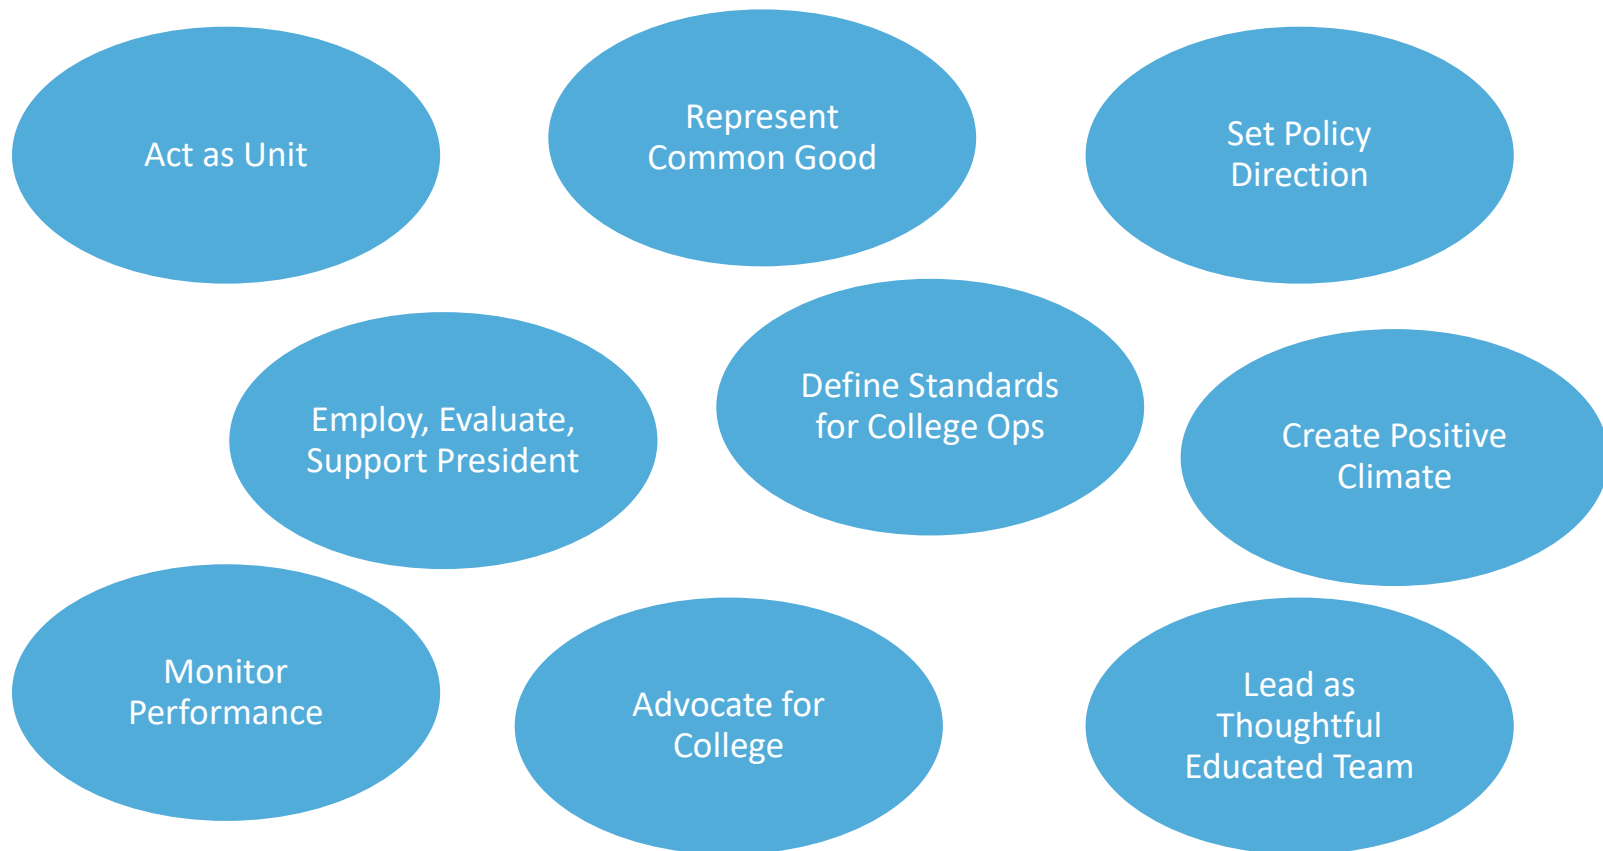 Act as Unit
Represent
Common Good
Set Policy
Direction
Employ, Evaluate,
Support President
Define Standards
for College Ops
Create Positive
Climate
Monitor
Performance
Advocate for
College
Lead as
Thoughtful
Educated Team